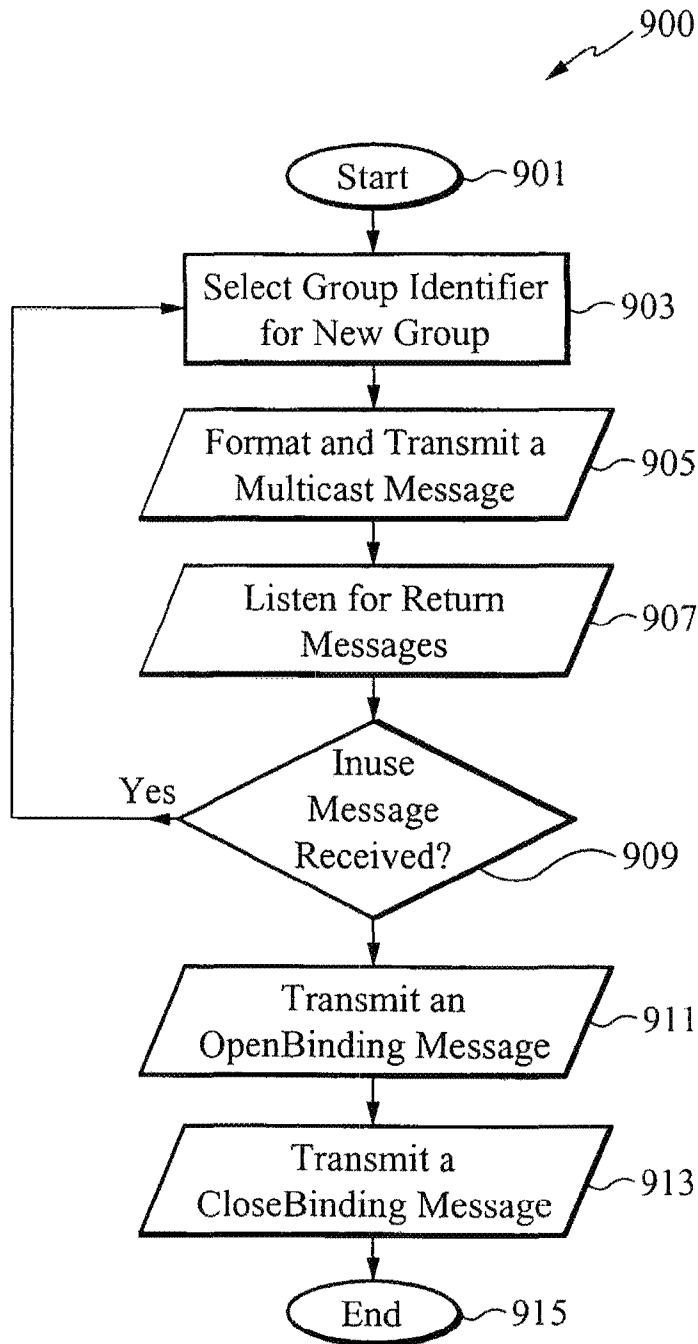 900
Start
901
Select Group Identifier
for New Group
903
Format and Transmit a
Multicast Message
905
Listen for Return
Messages
907
Yes
Inuse
Message
Received?
909
Transmit an
OpenBinding Message
911
Transmit a
CloseBinding Message
913
End
915